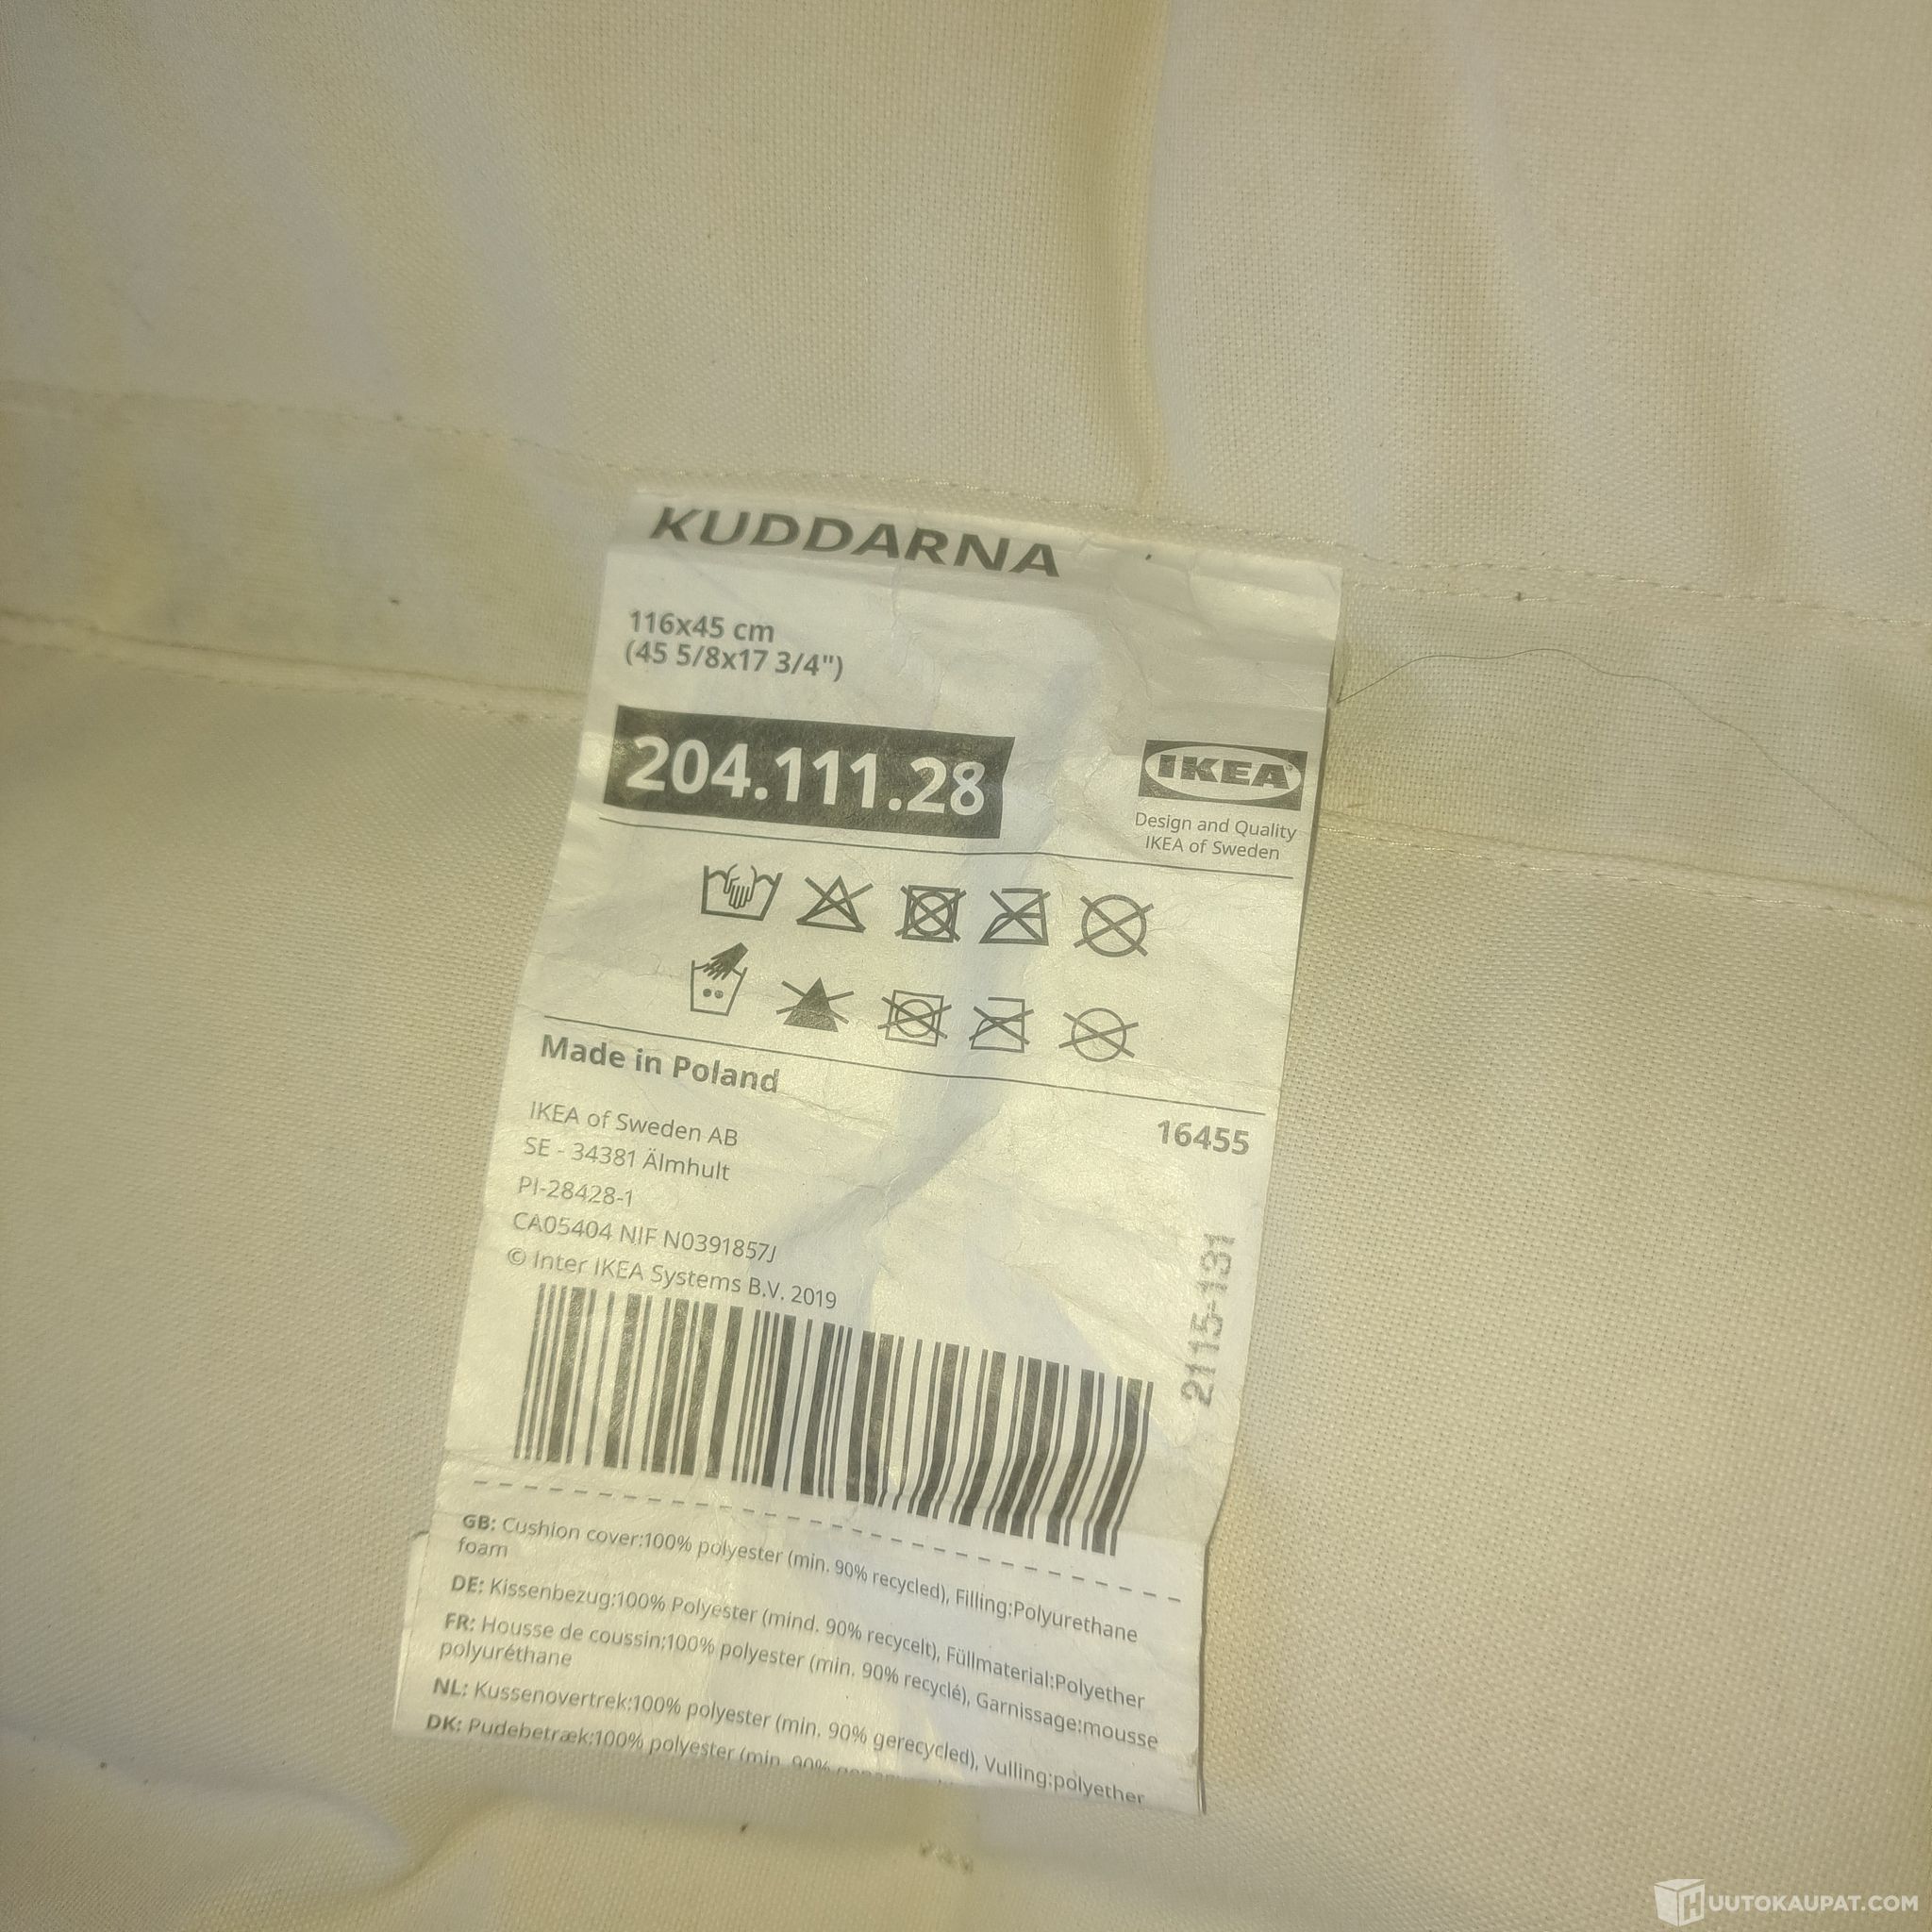 KUDDARNA
116x45 cm
(45 5/8x17 3/4")
204.111.28
IKEA
Design and Quality
IKEA of Sweden
Made in Poland
16455
IKEA of Sweden AB
SE - 34381 Älmhult
PI-28428-1
CA05404 NIF N0391857J
© Inter IKEA Systems B.V. 2019
2115-131
GB: Cushion cover:100% polyester (min. 90% recycled), Filling:Polyurethane
foam
DE: Kissenbezug:100% Polyester (mind. 90% recycelt), Füllmaterial:Polyether
FR: Housse de coussin:100% polyester (min. 90% recyclé), Garnissage:mousse
polyuréthane
NL: Kussenovertrek:100% polyester (min. 90% gerecycled), Vulling:polyether
DK: Pudebetræk:100% polyester (min. 90%
HUUTOKAUPAT.COM